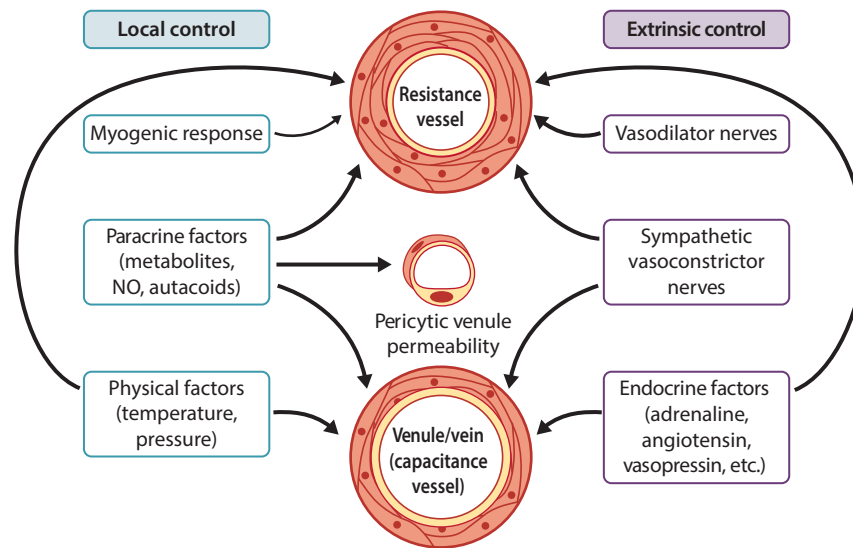 Local control
Extrinsic control
Resistance
vessel
Myogenic response
Vasodilator nerves
Paracrine factors
(metabolites,
NO, autacoids)
Sympathetic
vasoconstrictor
nerves
Pericytic venule
permeability
Physical factors
(temperature,
pressure)
Venule/vein
(capacitance
vessel)
Endocrine factors
(adrenaline,
angiotensin,
vasopressin, etc.)